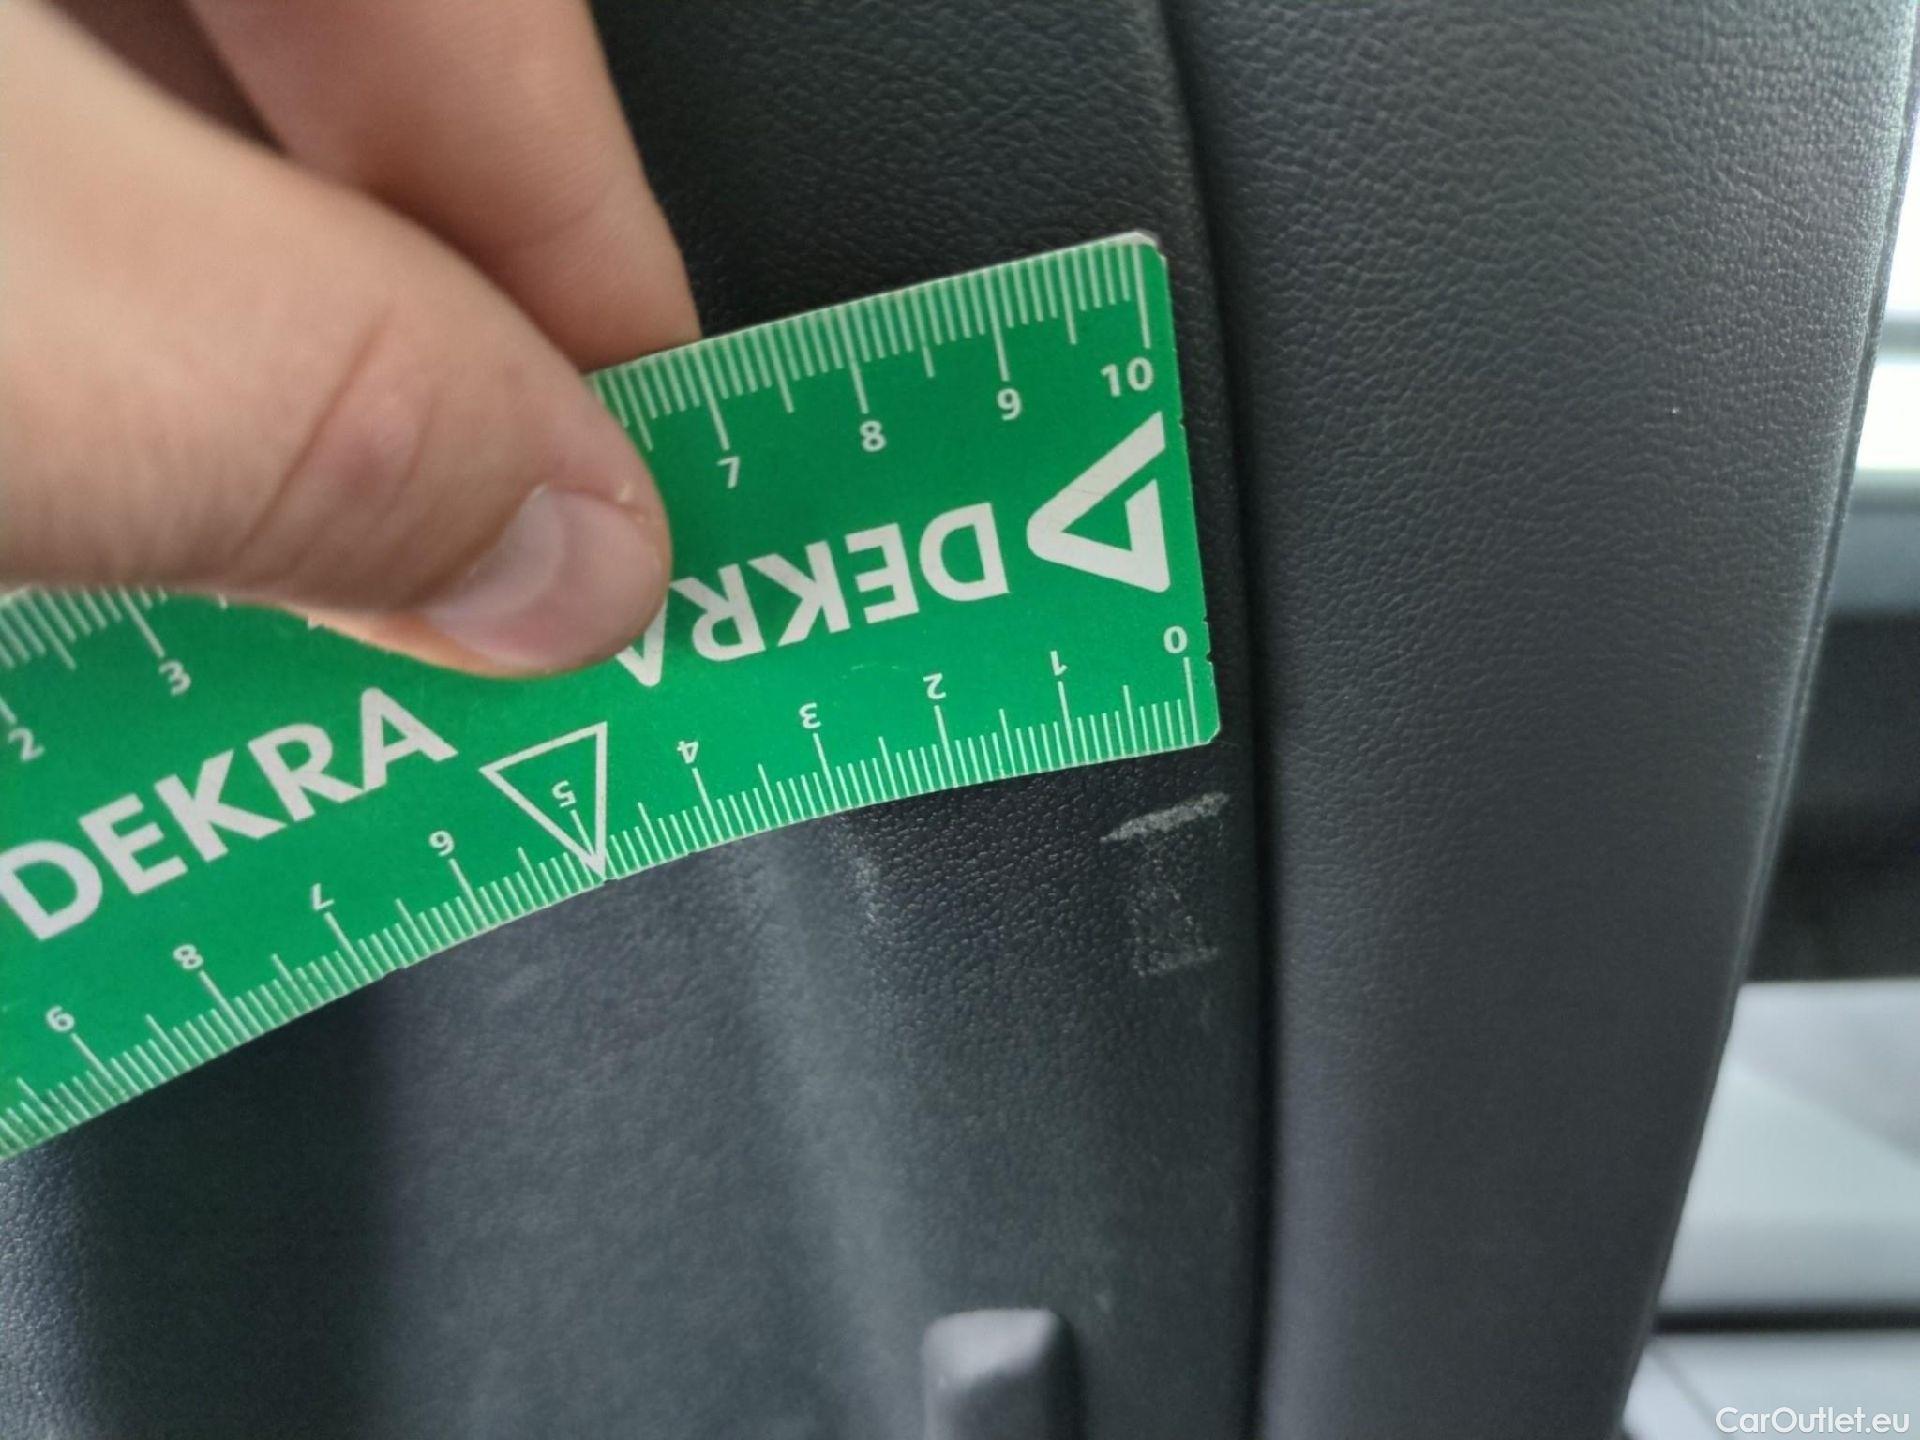 7 8 9 10
DEKRA
2 3
DEKRA
9 8 7 6 5 4 3 2 1 0
CarOutlet.eu